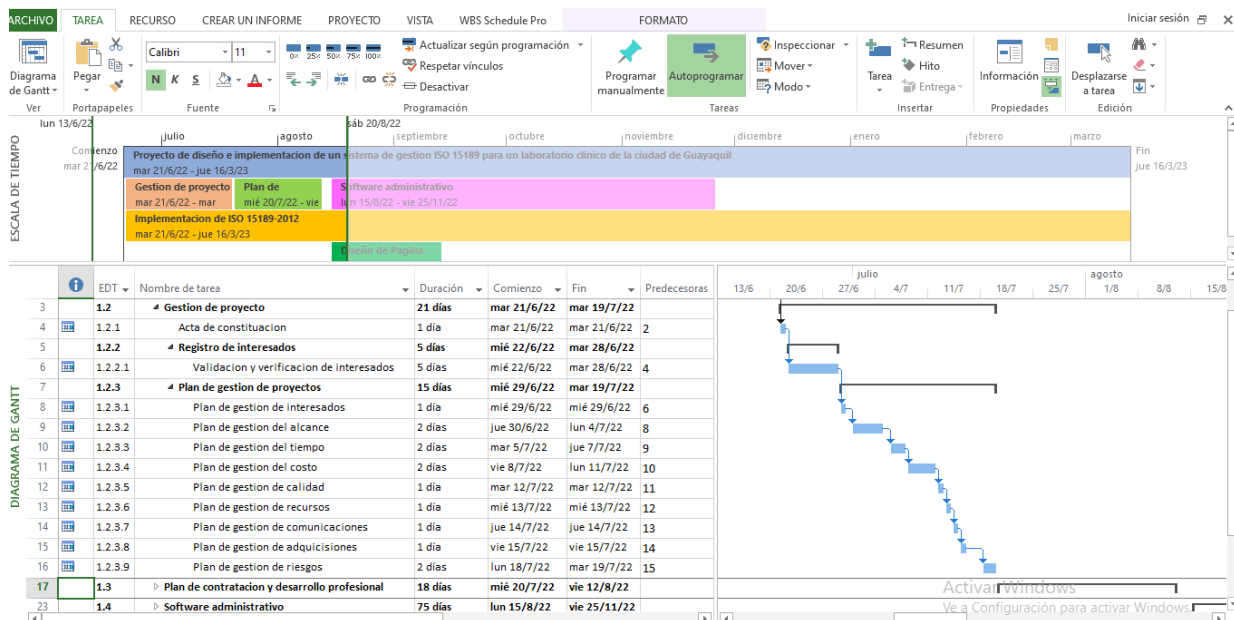 ARCHIVO TAREA RECURSO CREAR UN INFORME PROYECTO VISTA WBS Schedule Pro FORMATO Iniciar sesión
Diagrama de Gantt
Ver
Pegar
Portapapeles
Calibri 11
N K S A
Fuente
0% 25% 50% 75% 100%
Actualizar según programación
Respetar vínculos
Desactivar
Programación
Programar manualmente
Autoprogramar
Inspeccionar
Mover
Modo
Tareas
Tarea
Resumen
Hito
Entrega
Insertar
Información
Propiedades
Desplazarse a tarea
Edición
ESCALA DE TIEMPO
lun 13/6/22 sáb 20/8/22
julio agosto septiembre octubre noviembre diciembre enero febrero marzo
Comienzo
mar 21/6/22
Proyecto de diseño e implementacion de un sistema de gestion ISO 15189 para un laboratorio clinico de la ciudad de Guayaquil
mar 21/6/22 - jue 16/3/23
Fin
jue 16/3/23
Gestion de proyecto Plan de Software administrativo
mar 21/6/22 - mar mié 20/7/22 - vie lun 15/8/22 - vie 25/11/22
Implementacion de ISO 15189-2012
mar 21/6/22 - jue 16/3/23
Diseño de Pagina
DIAGRAMA DE GANTT
EDT Nombre de tarea Duración Comienzo Fin Predecesoras
julio agosto
13/6 20/6 27/6 4/7 11/7 18/7 25/7 1/8 8/8 15/8
3 1.2 Gestion de proyecto 21 días mar 21/6/22 mar 19/7/22
4 1.2.1 Acta de constituacion 1 día mar 21/6/22 mar 21/6/22 2
5 1.2.2 Registro de interesados 5 días mié 22/6/22 mar 28/6/22
6 1.2.2.1 Validacion y verificacion de interesados 5 días mié 22/6/22 mar 28/6/22 4
7 1.2.3 Plan de gestion de proyectos 15 días mié 29/6/22 mar 19/7/22
8 1.2.3.1 Plan de gestion de interesados 1 día mié 29/6/22 mié 29/6/22 6
9 1.2.3.2 Plan de gestion del alcance 2 días jue 30/6/22 lun 4/7/22 8
10 1.2.3.3 Plan de gestion del tiempo 2 días mar 5/7/22 jue 7/7/22 9
11 1.2.3.4 Plan de gestion del costo 2 días vie 8/7/22 lun 11/7/22 10
12 1.2.3.5 Plan de gestion de calidad 1 día mar 12/7/22 mar 12/7/22 11
13 1.2.3.6 Plan de gestion de recursos 1 día mié 13/7/22 mié 13/7/22 12
14 1.2.3.7 Plan de gestion de comunicaciones 1 día jue 14/7/22 jue 14/7/22 13
15 1.2.3.8 Plan de gestion de adquicisiones 1 día vie 15/7/22 vie 15/7/22 14
16 1.2.3.9 Plan de gestion de riesgos 2 días lun 18/7/22 mar 19/7/22 15
17 1.3 Plan de contratacion y desarrollo profesional 18 días mié 20/7/22 vie 12/8/22
23 1.4 Software administrativo 75 días lun 15/8/22 vie 25/11/22
Activar Windows
Ve a Configuración para activar Windows.